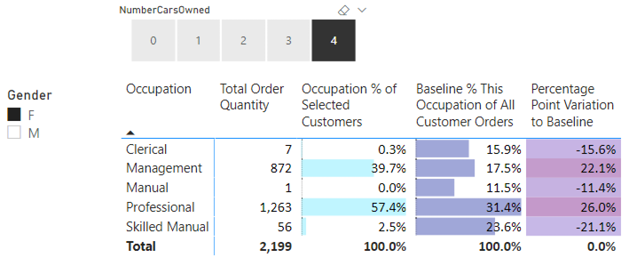 NumberCarsOwned
0 1 2 3 4
Gender
F
M
Occupation Total Order Quantity Occupation % of Selected Customers Baseline % This Occupation of All Customer Orders Percentage Point Variation to Baseline
Clerical 7 0.3% 15.9% -15.6%
Management 872 39.7% 17.5% 22.1%
Manual 1 0.0% 11.5% -11.4%
Professional 1,263 57.4% 31.4% 26.0%
Skilled Manual 56 2.5% 23.6% -21.1%
Total 2,199 100.0% 100.0% 0.0%